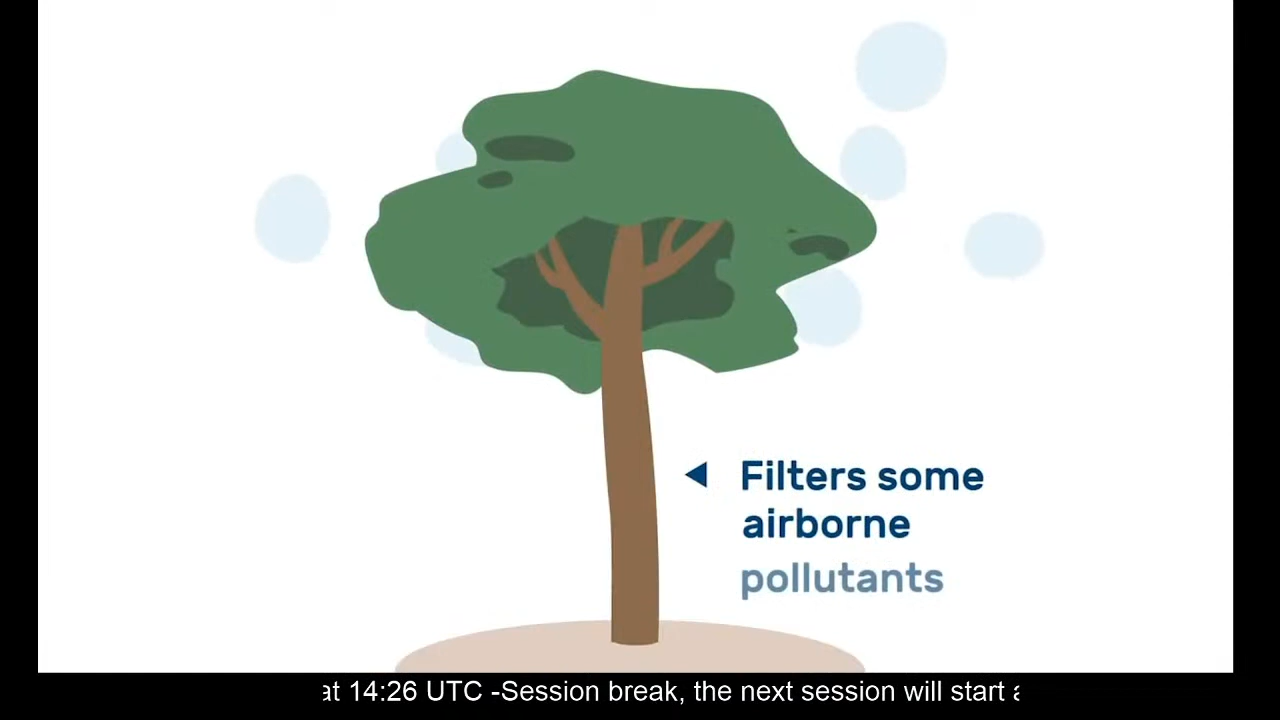 Filters some
airborne
pollutants
at 14:26 UTC -Session break, the next session will start